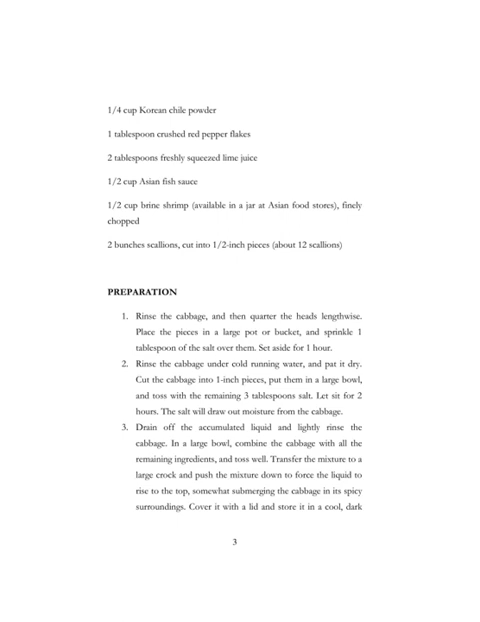 1/4 cup Korean chile powder
1 tablespoon crushed red pepper flakes
2 tablespoons freshly squeezed lime juice
1/2 cup Asian fish sauce
1/2 cup brine shrimp (available in a jar at Asian food stores), finely
chopped
2 bunches scallions, cut into 1/2-inch pieces (about 12 scallions)
PREPARATION
1. Rinse the cabbage, and then quarter the heads lengthwise.
Place the pieces in a large pot or bucket, and sprinkle 1
tablespoon of the salt over them. Set aside for 1 hour.
2. Rinse the cabbage under cold running water, and pat it dry.
Cut the cabbage into 1-inch pieces, put them in a large bowl,
and toss with the remaining 3 tablespoons salt. Let sit for 2
hours. The salt will draw out moisture from the cabbage.
3. Drain off the accumulated liquid and lightly rinse the
cabbage. In a large bowl, combine the cabbage with all the
remaining ingredients, and toss well. Transfer the mixture to a
large crock and push the mixture down to force the liquid to
rise to the top, somewhat submerging the cabbage in its spicy
surroundings. Cover it with a lid and store it in a cool, dark
3